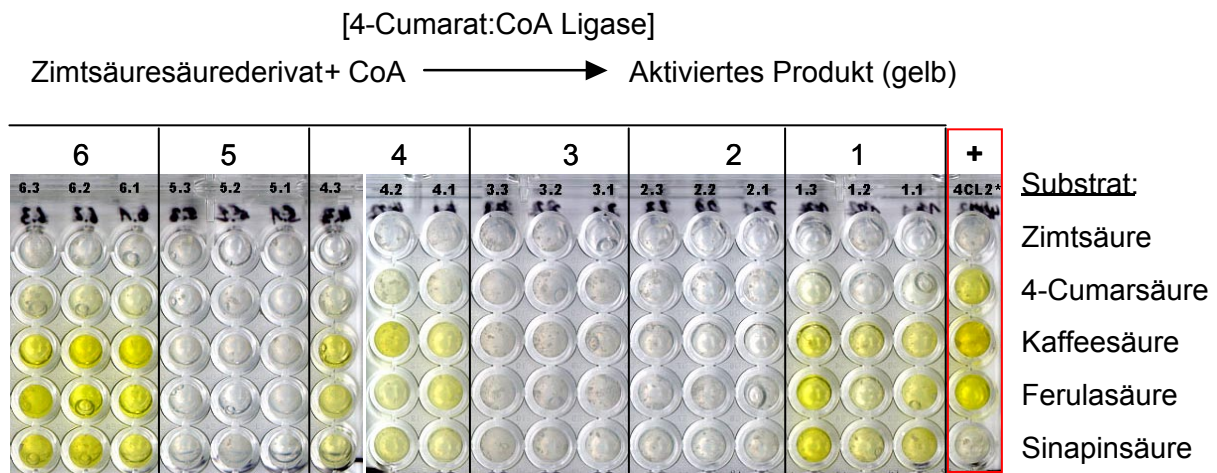 [4-Cumarat:CoA Ligase]
Zimtsäuresäurederivat+ CoA Aktiviertes Produkt (gelb)
6 5 4 3 2 1 +
6.3 6.2 6.1 5.3 5.2 5.1 4.3 4.2 4.1 3.3 3.2 3.1 2.3 2.2 2.1 1.3 1.2 1.1 4CL2*
Substrat:
Zimtsäure
4-Cumarsäure
Kaffeesäure
Ferulasäure
Sinapinsäure